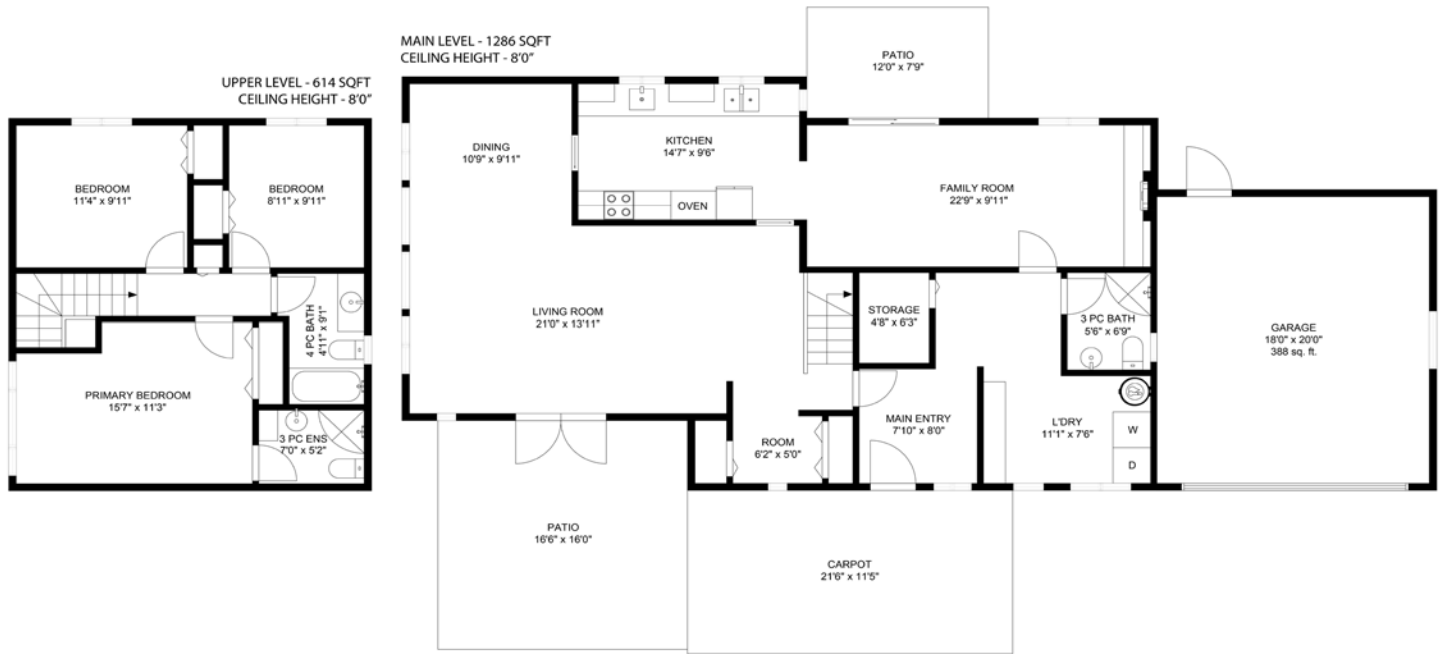 UPPER LEVEL - 614 SQFT
CEILING HEIGHT - 8'0"
BEDROOM
11'4" x 9'11"
BEDROOM
8'11" x 9'11"
4 PC BATH
4'11" x 9'1"
PRIMARY BEDROOM
15'7" x 11'3"
3 PC ENS
7'0" x 5'2"
MAIN LEVEL - 1286 SQFT
CEILING HEIGHT - 8'0"
PATIO
12'0" x 7'9"
DINING
10'9" x 9'11"
KITCHEN
14'7" x 9'6"
OVEN
FAMILY ROOM
22'9" x 9'11"
LIVING ROOM
21'0" x 13'11"
STORAGE
4'8" x 6'3"
3 PC BATH
5'6" x 6'9"
GARAGE
18'0" x 20'0"
388 sq. ft.
ROOM
6'2" x 5'0"
MAIN ENTRY
7'10" x 8'0"
L'DRY
11'1" x 7'6"
W
D
PATIO
16'6" x 16'0"
CARPOT
21'6" x 11'5"